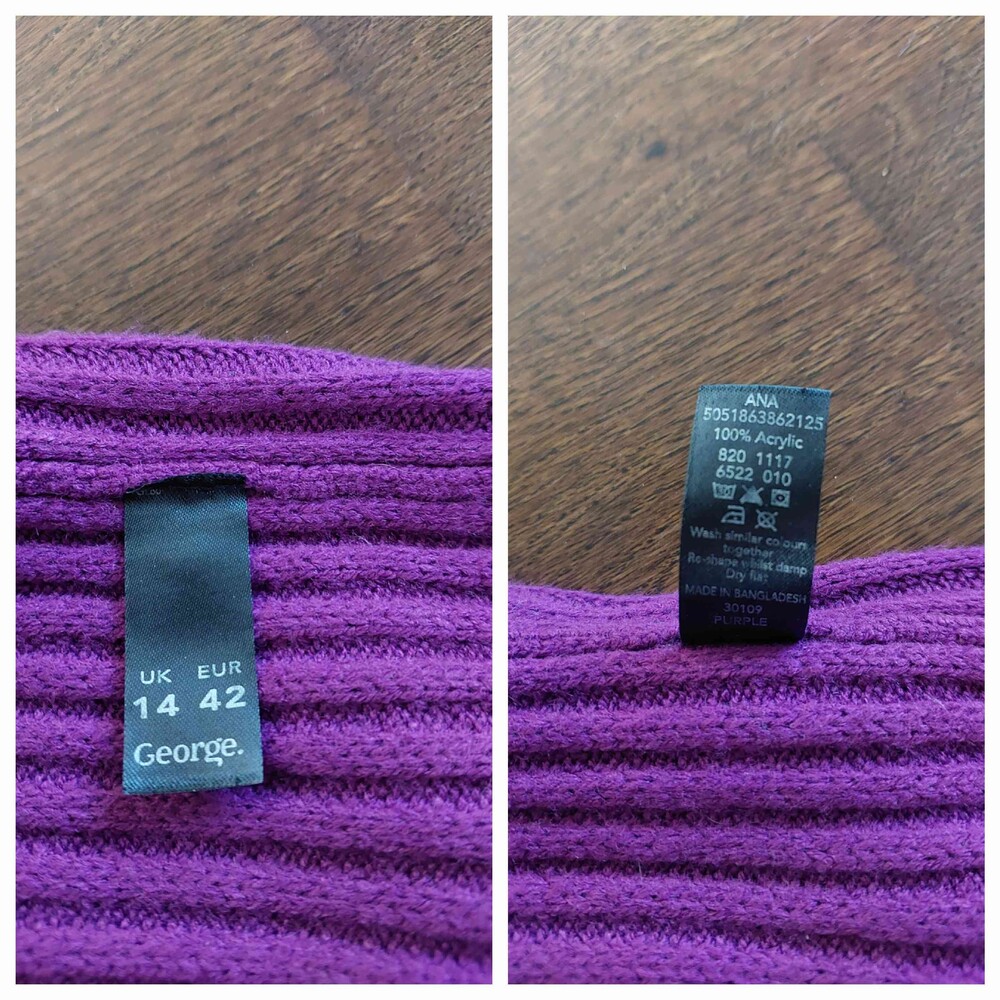 UK EUR
14 42
George.
ANA
5051863862125
100% Acrylic
820 1117
6522 010
Wash similar colours
together
Re-shape whilst damp
Dry flat
MADE IN BANGLADESH
30109
PURPLE